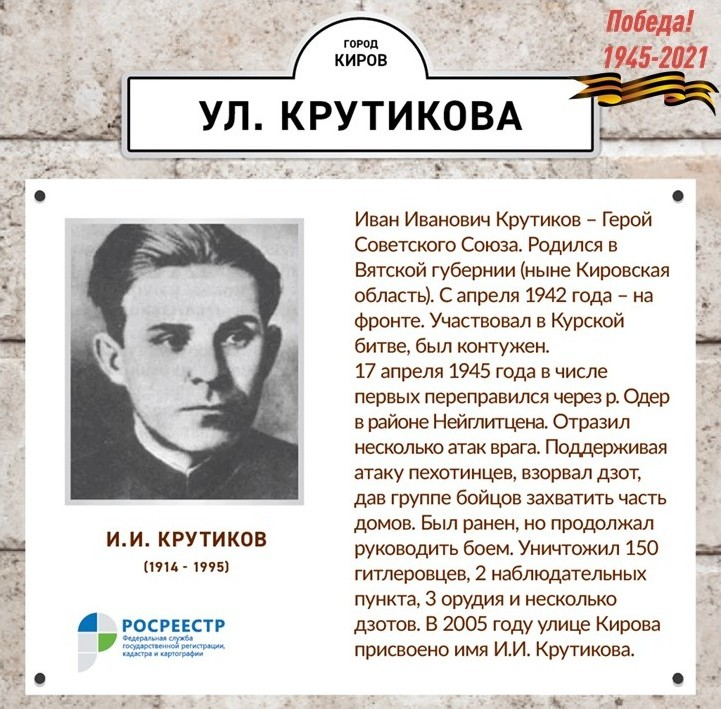 Победа!
1945-2021
ГОРОД
КИРОВ
УЛ. КРУТИКОВА
Иван Иванович Крутиков – Герой
Советского Союза. Родился в
Вятской губернии (ныне Кировская
область). С апреля 1942 года – на
фронте. Участвовал в Курской
битве, был контужен.
17 апреля 1945 года в числе
первых переправился через р. Одер
в районе Нейглитцена. Отразил
несколько атак врага. Поддерживая
атаку пехотинцев, взорвал дзот,
дав группе бойцов захватить часть
домов. Был ранен, но продолжал
руководить боем. Уничтожил 150
гитлеровцев, 2 наблюдательных
пункта, 3 орудия и несколько
дзотов. В 2005 году улице Кирова
присвоено имя И.И. Крутикова.
И.И. КРУТИКОВ
(1914 - 1995)
РОСРЕЕСТР
Федеральная служба
государственной регистрации,
кадастра и картографии